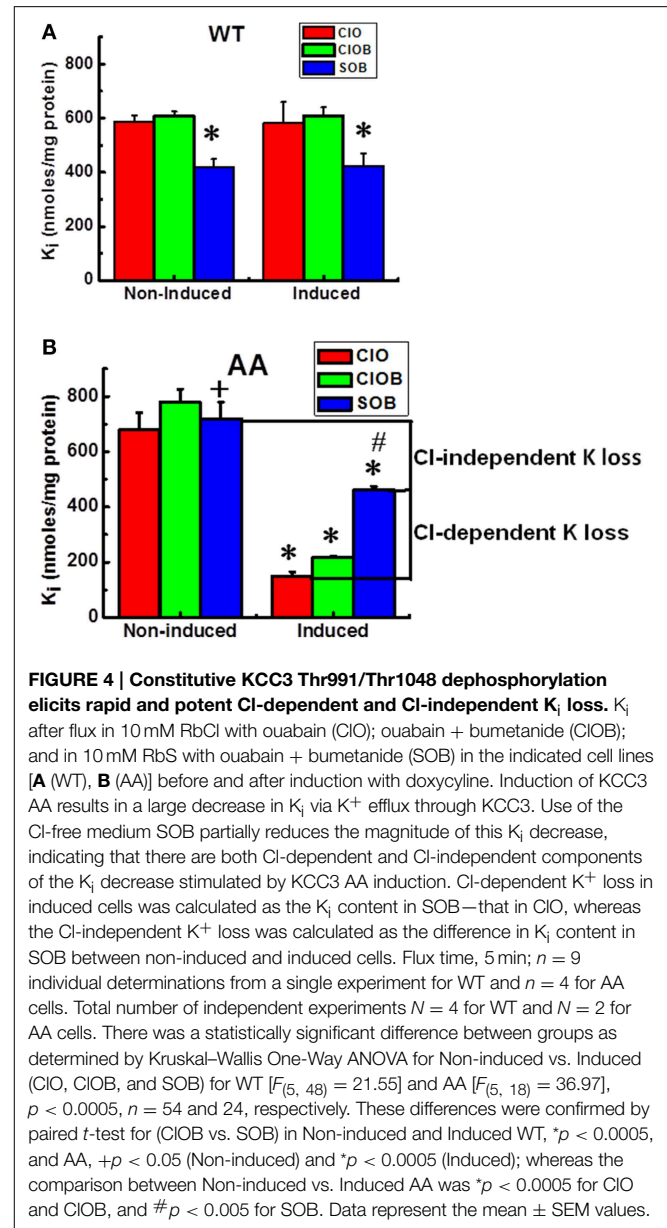 A
WT
ClO
ClOB
SOB
Ki (nmoles/mg protein)
800
600
400
200
0
*
*
Non-Induced
Induced
B
AA
ClO
ClOB
SOB
Ki (nmoles/mg protein)
800
600
400
200
0
+
*
*
#
*
Cl-independent K loss
Cl-dependent K loss
Non-induced
Induced
FIGURE 4 | Constitutive KCC3 Thr991/Thr1048 dephosphorylation
elicits rapid and potent Cl-dependent and Cl-independent Ki loss. Ki
after flux in 10 mM RbCl with ouabain (ClO); ouabain + bumetanide (ClOB);
and in 10 mM RbS with ouabain + bumetanide (SOB) in the indicated cell lines
[A (WT), B (AA)] before and after induction with doxycyline. Induction of KCC3
AA results in a large decrease in Ki via K+ efflux through KCC3. Use of the
Cl-free medium SOB partially reduces the magnitude of this Ki decrease,
indicating that there are both Cl-dependent and Cl-independent components
of the Ki decrease stimulated by KCC3 AA induction. Cl-dependent K+ loss in
induced cells was calculated as the Ki content in SOB—that in ClO, whereas
the Cl-independent K+ loss was calculated as the difference in Ki content in
SOB between non-induced and induced cells. Flux time, 5 min; n = 9
individual determinations from a single experiment for WT and n = 4 for AA
cells. Total number of independent experiments N = 4 for WT and N = 2 for
AA cells. There was a statistically significant difference between groups as
determined by Kruskal–Wallis One-Way ANOVA for Non-induced vs. Induced
(ClO, ClOB, and SOB) for WT [F(5, 48) = 21.55] and AA [F(5, 18) = 36.97],
p < 0.0005, n = 54 and 24, respectively. These differences were confirmed by
paired t-test for (ClOB vs. SOB) in Non-induced and Induced WT, *p < 0.0005,
and AA, +p < 0.05 (Non-induced) and *p < 0.0005 (Induced); whereas the
comparison between Non-induced vs. Induced AA was *p < 0.0005 for ClO
and ClOB, and #p < 0.005 for SOB. Data represent the mean ± SEM values.